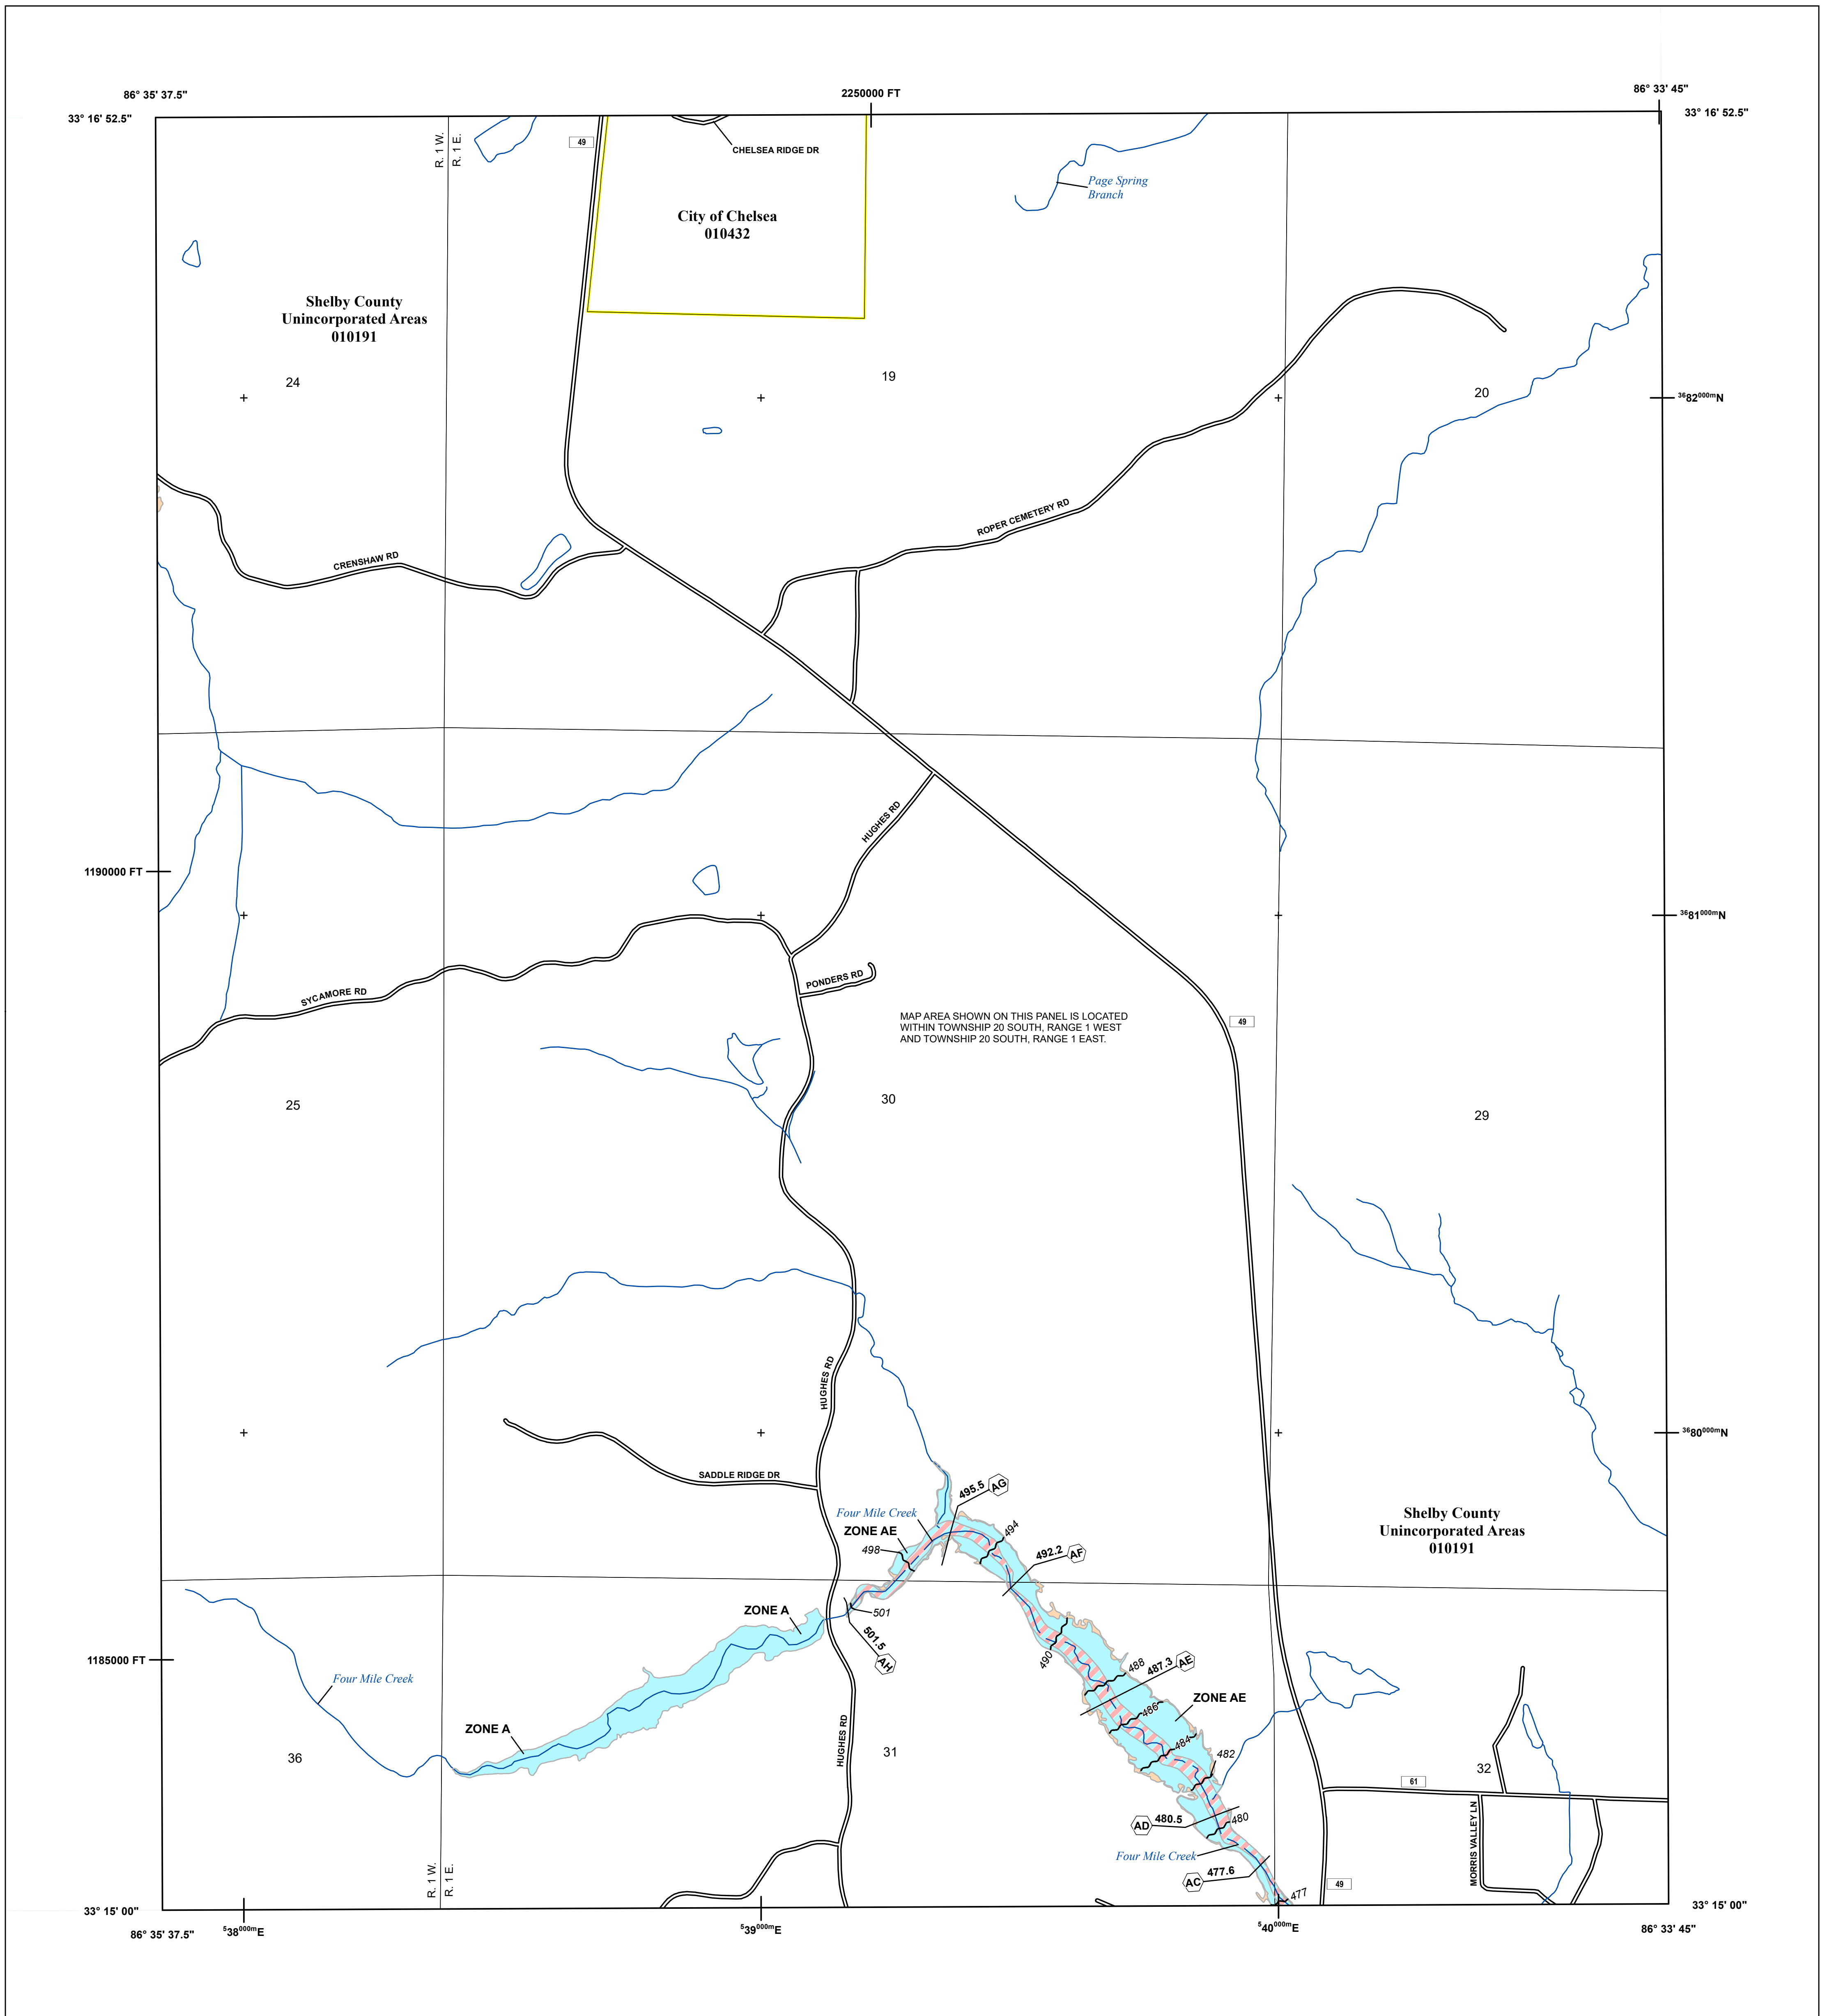 86° 35' 37.5"
2250000 FT
86° 33' 45"
33° 16' 52.5"
33° 16' 52.5"
R. 1 W.
R. 1 E.
49
CHELSEA RIDGE DR
Page Spring
Branch
City of Chelsea
010432
Shelby County
Unincorporated Areas
010191
24
19
20
3682000mN
ROPER CEMETERY RD
CRENSHAW RD
HUGHES RD
1190000 FT
3681000mN
PONDERS RD
SYCAMORE RD
MAP AREA SHOWN ON THIS PANEL IS LOCATED
WITHIN TOWNSHIP 20 SOUTH, RANGE 1 WEST
AND TOWNSHIP 20 SOUTH, RANGE 1 EAST.
49
25
30
29
HUGHES RD
3680000mN
SADDLE RIDGE DR
495.5 AG
Four Mile Creek
ZONE AE
498
494
492.2 AF
Shelby County
Unincorporated Areas
010191
ZONE A
501
501.5
AH
490
488
487.3 AE
1185000 FT
Four Mile Creek
ZONE A
486
ZONE AE
484
482
HUGHES RD
36
31
32
61
AD 480.5
480
MORRIS VALLEY LN
Four Mile Creek
AC 477.6
477
49
R. 1 W.
R. 1 E.
33° 15' 00"
33° 15' 00"
86° 35' 37.5"
538000mE
539000mE
540000mE
86° 33' 45"